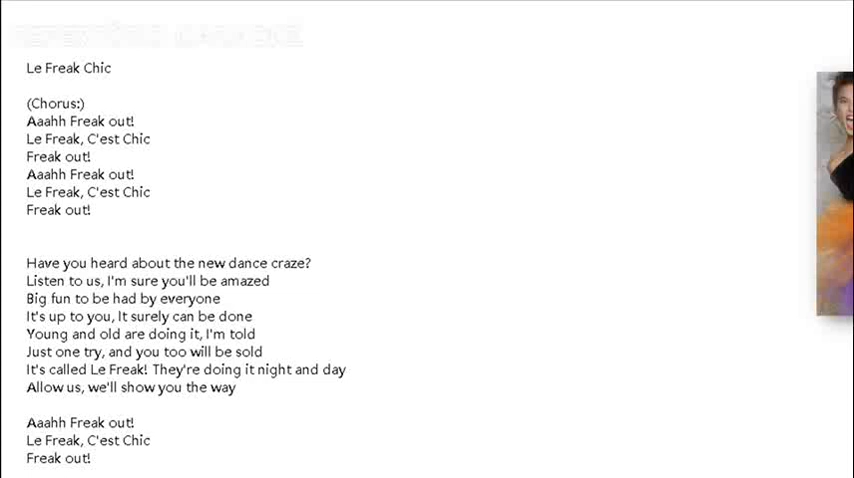 Le Freak Chic
(Chorus:)
Aaahh Freak out!
Le Freak, C'est Chic
Freak out!
Aaahh Freak out!
Le Freak, C'est Chic
Freak out!
Have you heard about the new dance craze?
Listen to us, I'm sure you'll be amazed
Big fun to be had by everyone
It's up to you, It surely can be done
Young and old are doing it, I'm told
Just one try, and you too will be sold
It's called Le Freak! They're doing it night and day
Allow us, we'll show you the way
Aaahh Freak out!
Le Freak, C'est Chic
Freak out!